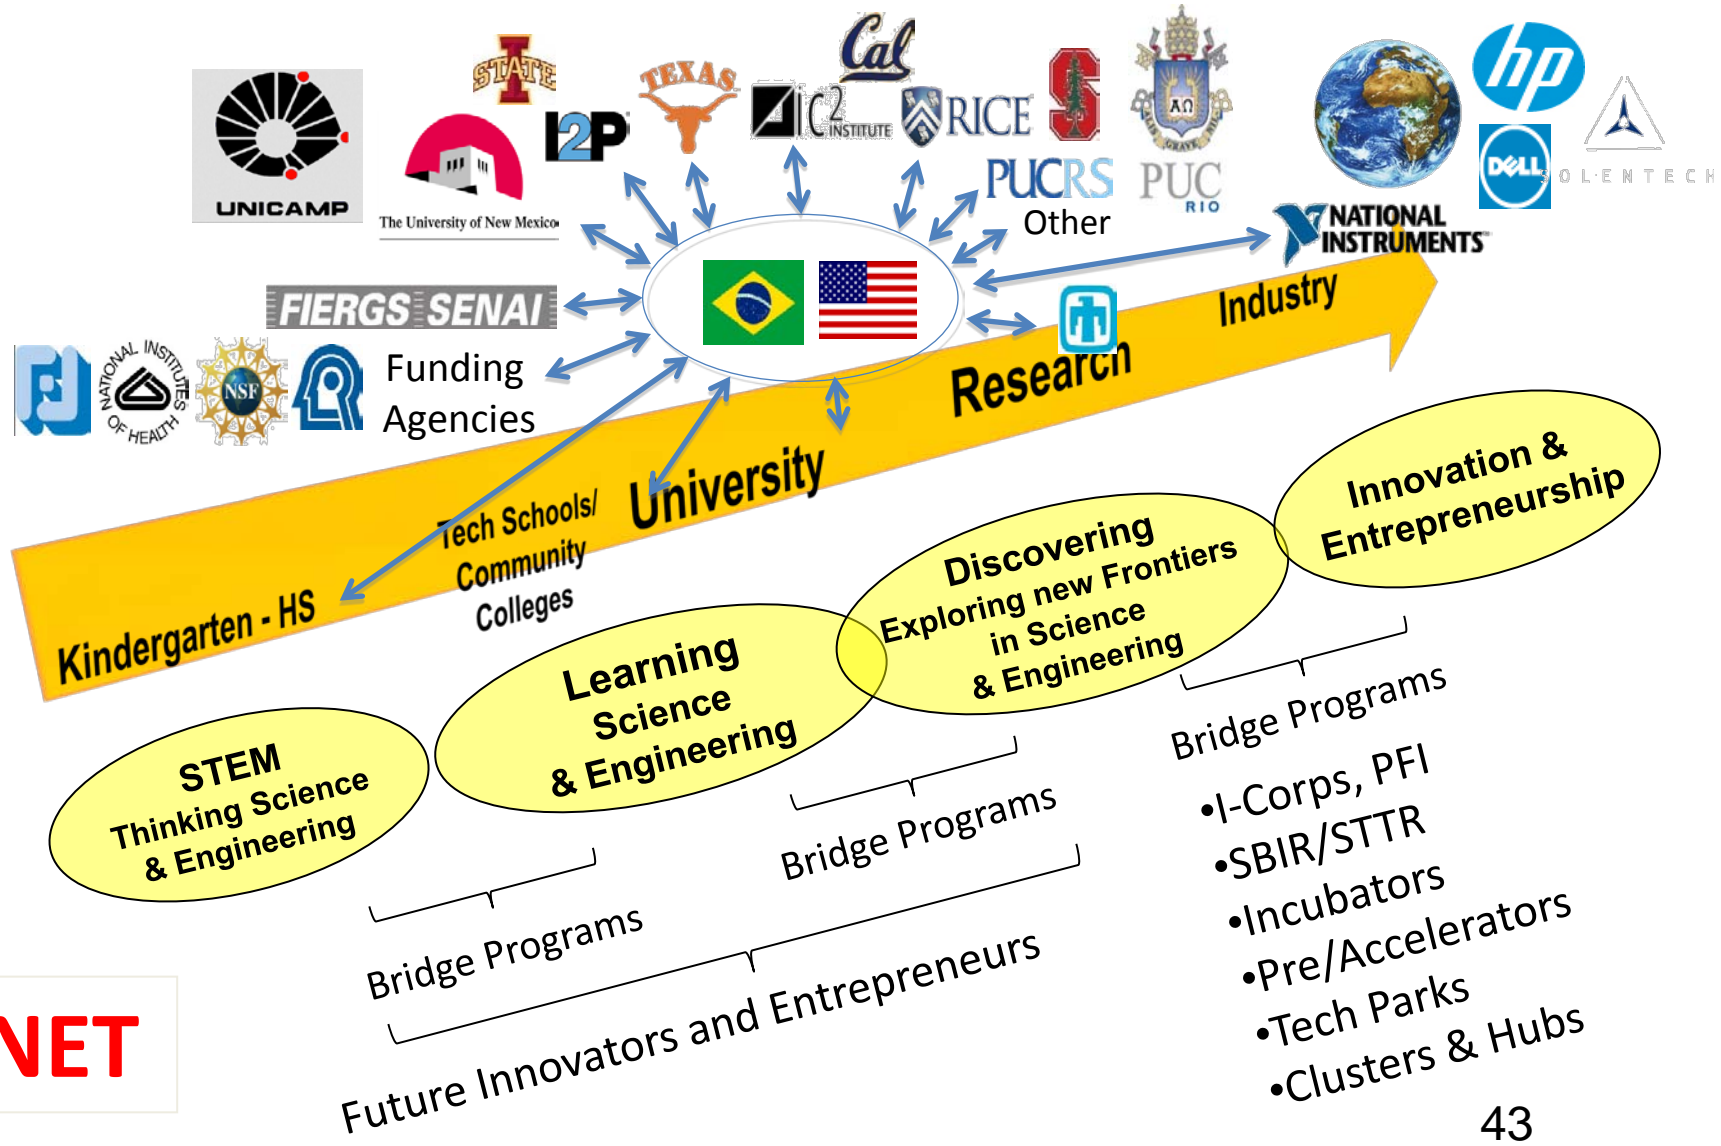 Cal
STATE
TEXAS
I2P
IC2
INSTITUTE
RICE
UNICAMP
The University of New Mexico
PUCRS
PUC
RIO
Other
hp
DELL
SOLENTECH
NATIONAL
INSTRUMENTS
FIERGS SENAI
NATIONAL INSTITUTES
OF HEALTH
NSF
Funding
Agencies
Industry
Research
University
Tech Schools/
Community
Colleges
Kindergarten - HS
Innovation &
Entrepreneurship
Discovering
Exploring new Frontiers
in Science
& Engineering
Learning
Science
& Engineering
STEM
Thinking Science
& Engineering
Bridge Programs
Bridge Programs
Bridge Programs
•I-Corps, PFI
•SBIR/STTR
•Incubators
•Pre/Accelerators
•Tech Parks
•Clusters & Hubs
Future Innovators and Entrepreneurs
NET
43